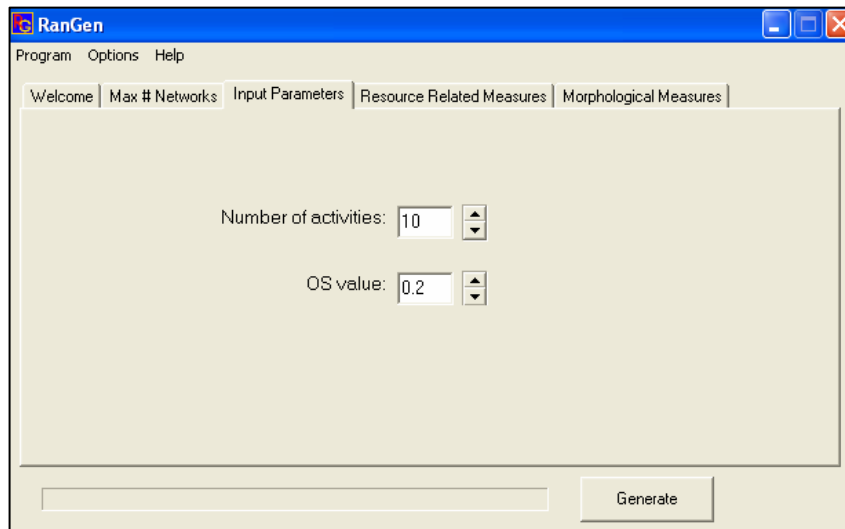 RanGen
Program Options Help
Welcome Max # Networks Input Parameters Resource Related Measures Morphological Measures
Number of activities: 10
OS value: 0.2
Generate